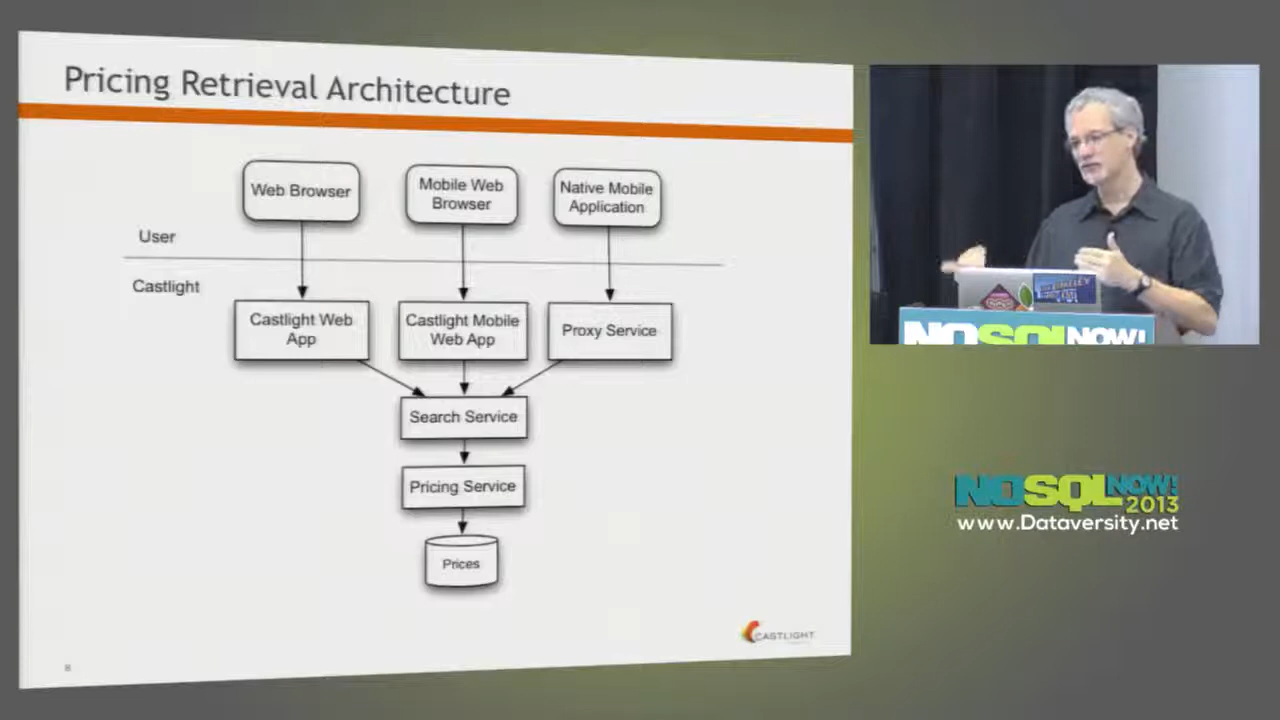 Pricing Retrieval Architecture
Web Browser
Mobile Web
Browser
Native Mobile
Application
User
Castlight
Castlight Web
App
Castlight Mobile
Web App
Proxy Service
Search Service
Pricing Service
Prices
CASTLIGHT
8
NOSQL NOW!
NOSQL NOW!
2013
www.Dataversity.net